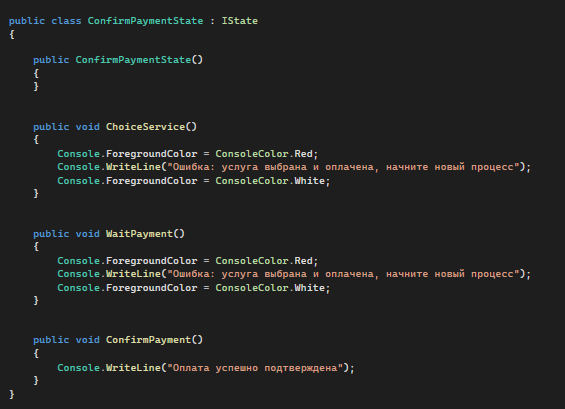 public class ConfirmPaymentState : IState
{
public ConfirmPaymentState()
{
}
public void ChoiceService()
{
Console.ForegroundColor = ConsoleColor.Red;
Console.WriteLine("Ошибка: услуга выбрана и оплачена, начните новый процесс");
Console.ForegroundColor = ConsoleColor.White;
}
public void WaitPayment()
{
Console.ForegroundColor = ConsoleColor.Red;
Console.WriteLine("Ошибка: услуга выбрана и оплачена, начните новый процесс");
Console.ForegroundColor = ConsoleColor.White;
}
public void ConfirmPayment()
{
Console.WriteLine("Оплата успешно подтверждена");
}
}